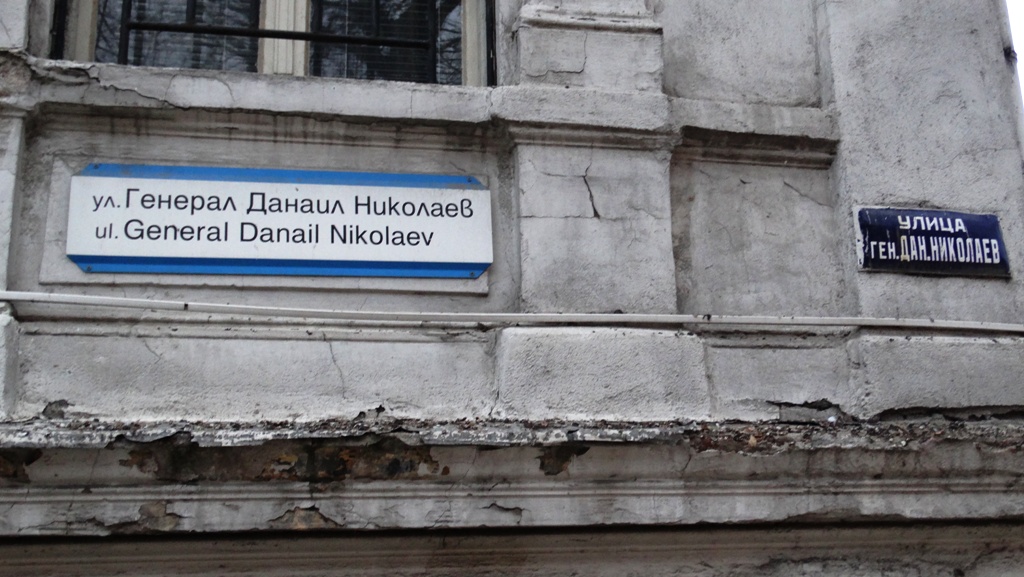 ул. Генерал Данаил Николаев
ul. General Danail Nikolaev
УЛИЦА
ГЕН.ДАН.НИКОЛАЕВ